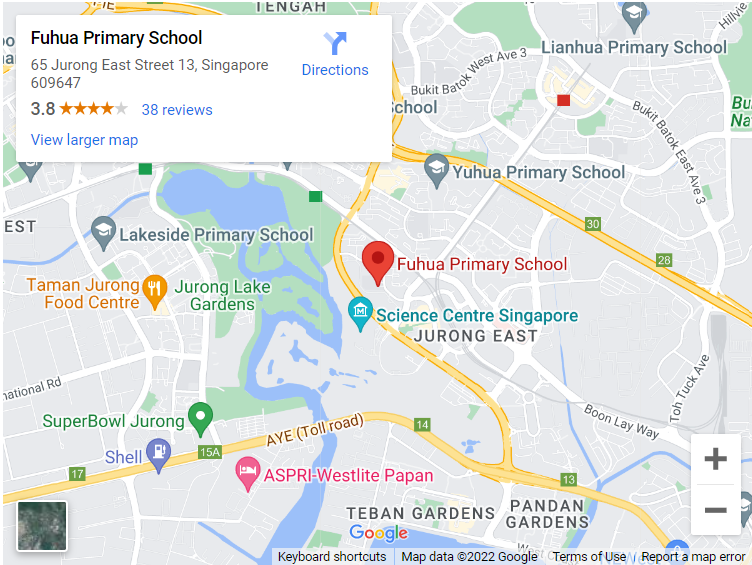 TENGAH
Hillvie
Fuhua Primary School
65 Jurong East Street 13, Singapore
609647
3.8
38 reviews
View larger map
Directions
Lianhua Primary School
Bukit Batok West Ave 3
School
Bukit Batok East Ave 3
Bu
Nat
Yuhua Primary School
EST
Lakeside Primary School
30
28
Fuhua Primary School
Taman Jurong
Food Centre
Jurong Lake
Gardens
Science Centre Singapore
JURONG EAST
national Rd
Toh Tuck Ave
Boon Lay Way
SuperBowl Jurong
AYE (Toll road)
14
15A
Shell
17
ASPRI-Westlite Papan
13
TEBAN GARDENS
PANDAN
GARDENS
Google
Keyboard shortcuts
Map data ©2022 Google
Terms of Use
Report a map error